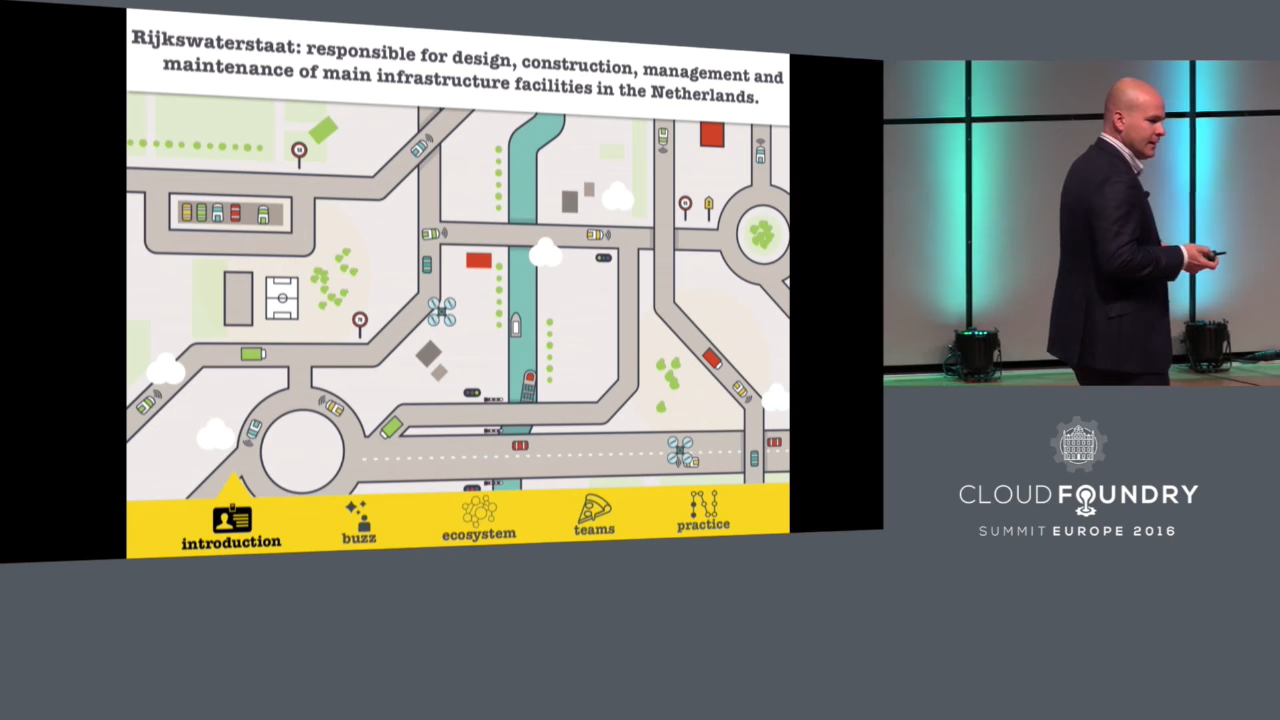 Rijkswaterstaat: responsible for design, construction, management and
maintenance of main infrastructure facilities in the Netherlands.
introduction
buzz
ecosystem
teams
practice
CLOUD FOUNDRY
SUMMIT EUROPE 2016